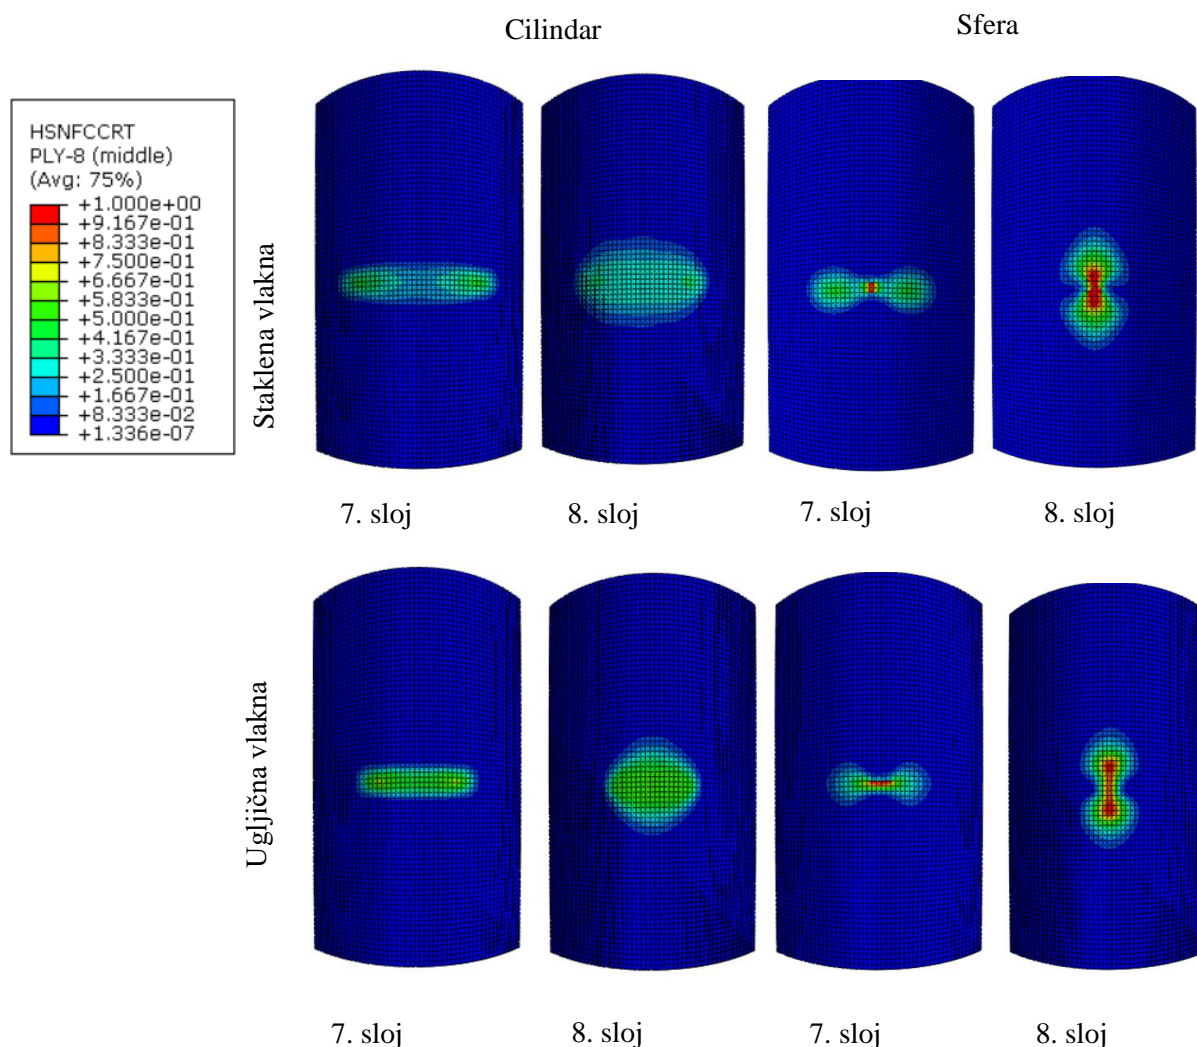 Cilindar
Sfera
HSNFCCRT
PLY-8 (middle)
(Avg: 75%)
+1.000e+00
+9.167e-01
+8.333e-01
+7.500e-01
+6.667e-01
+5.833e-01
+5.000e-01
+4.167e-01
+3.333e-01
+2.500e-01
+1.667e-01
+8.333e-02
+1.336e-07
Staklena vlakna
7. sloj
8. sloj
7. sloj
8. sloj
Ugljična vlakna
7. sloj
8. sloj
7. sloj
8. sloj